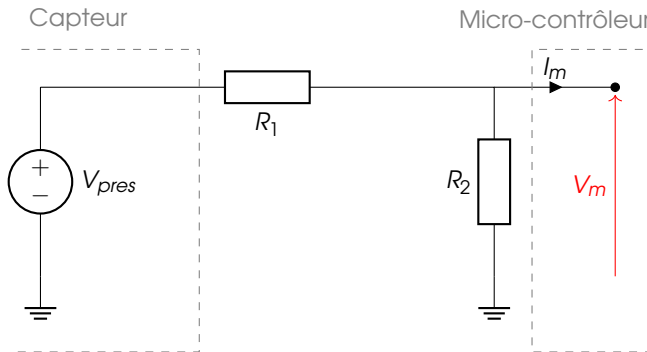 Capteur
Micro-contrôleur
I_m
R_1
+
−
V_pres
R_2
V_m